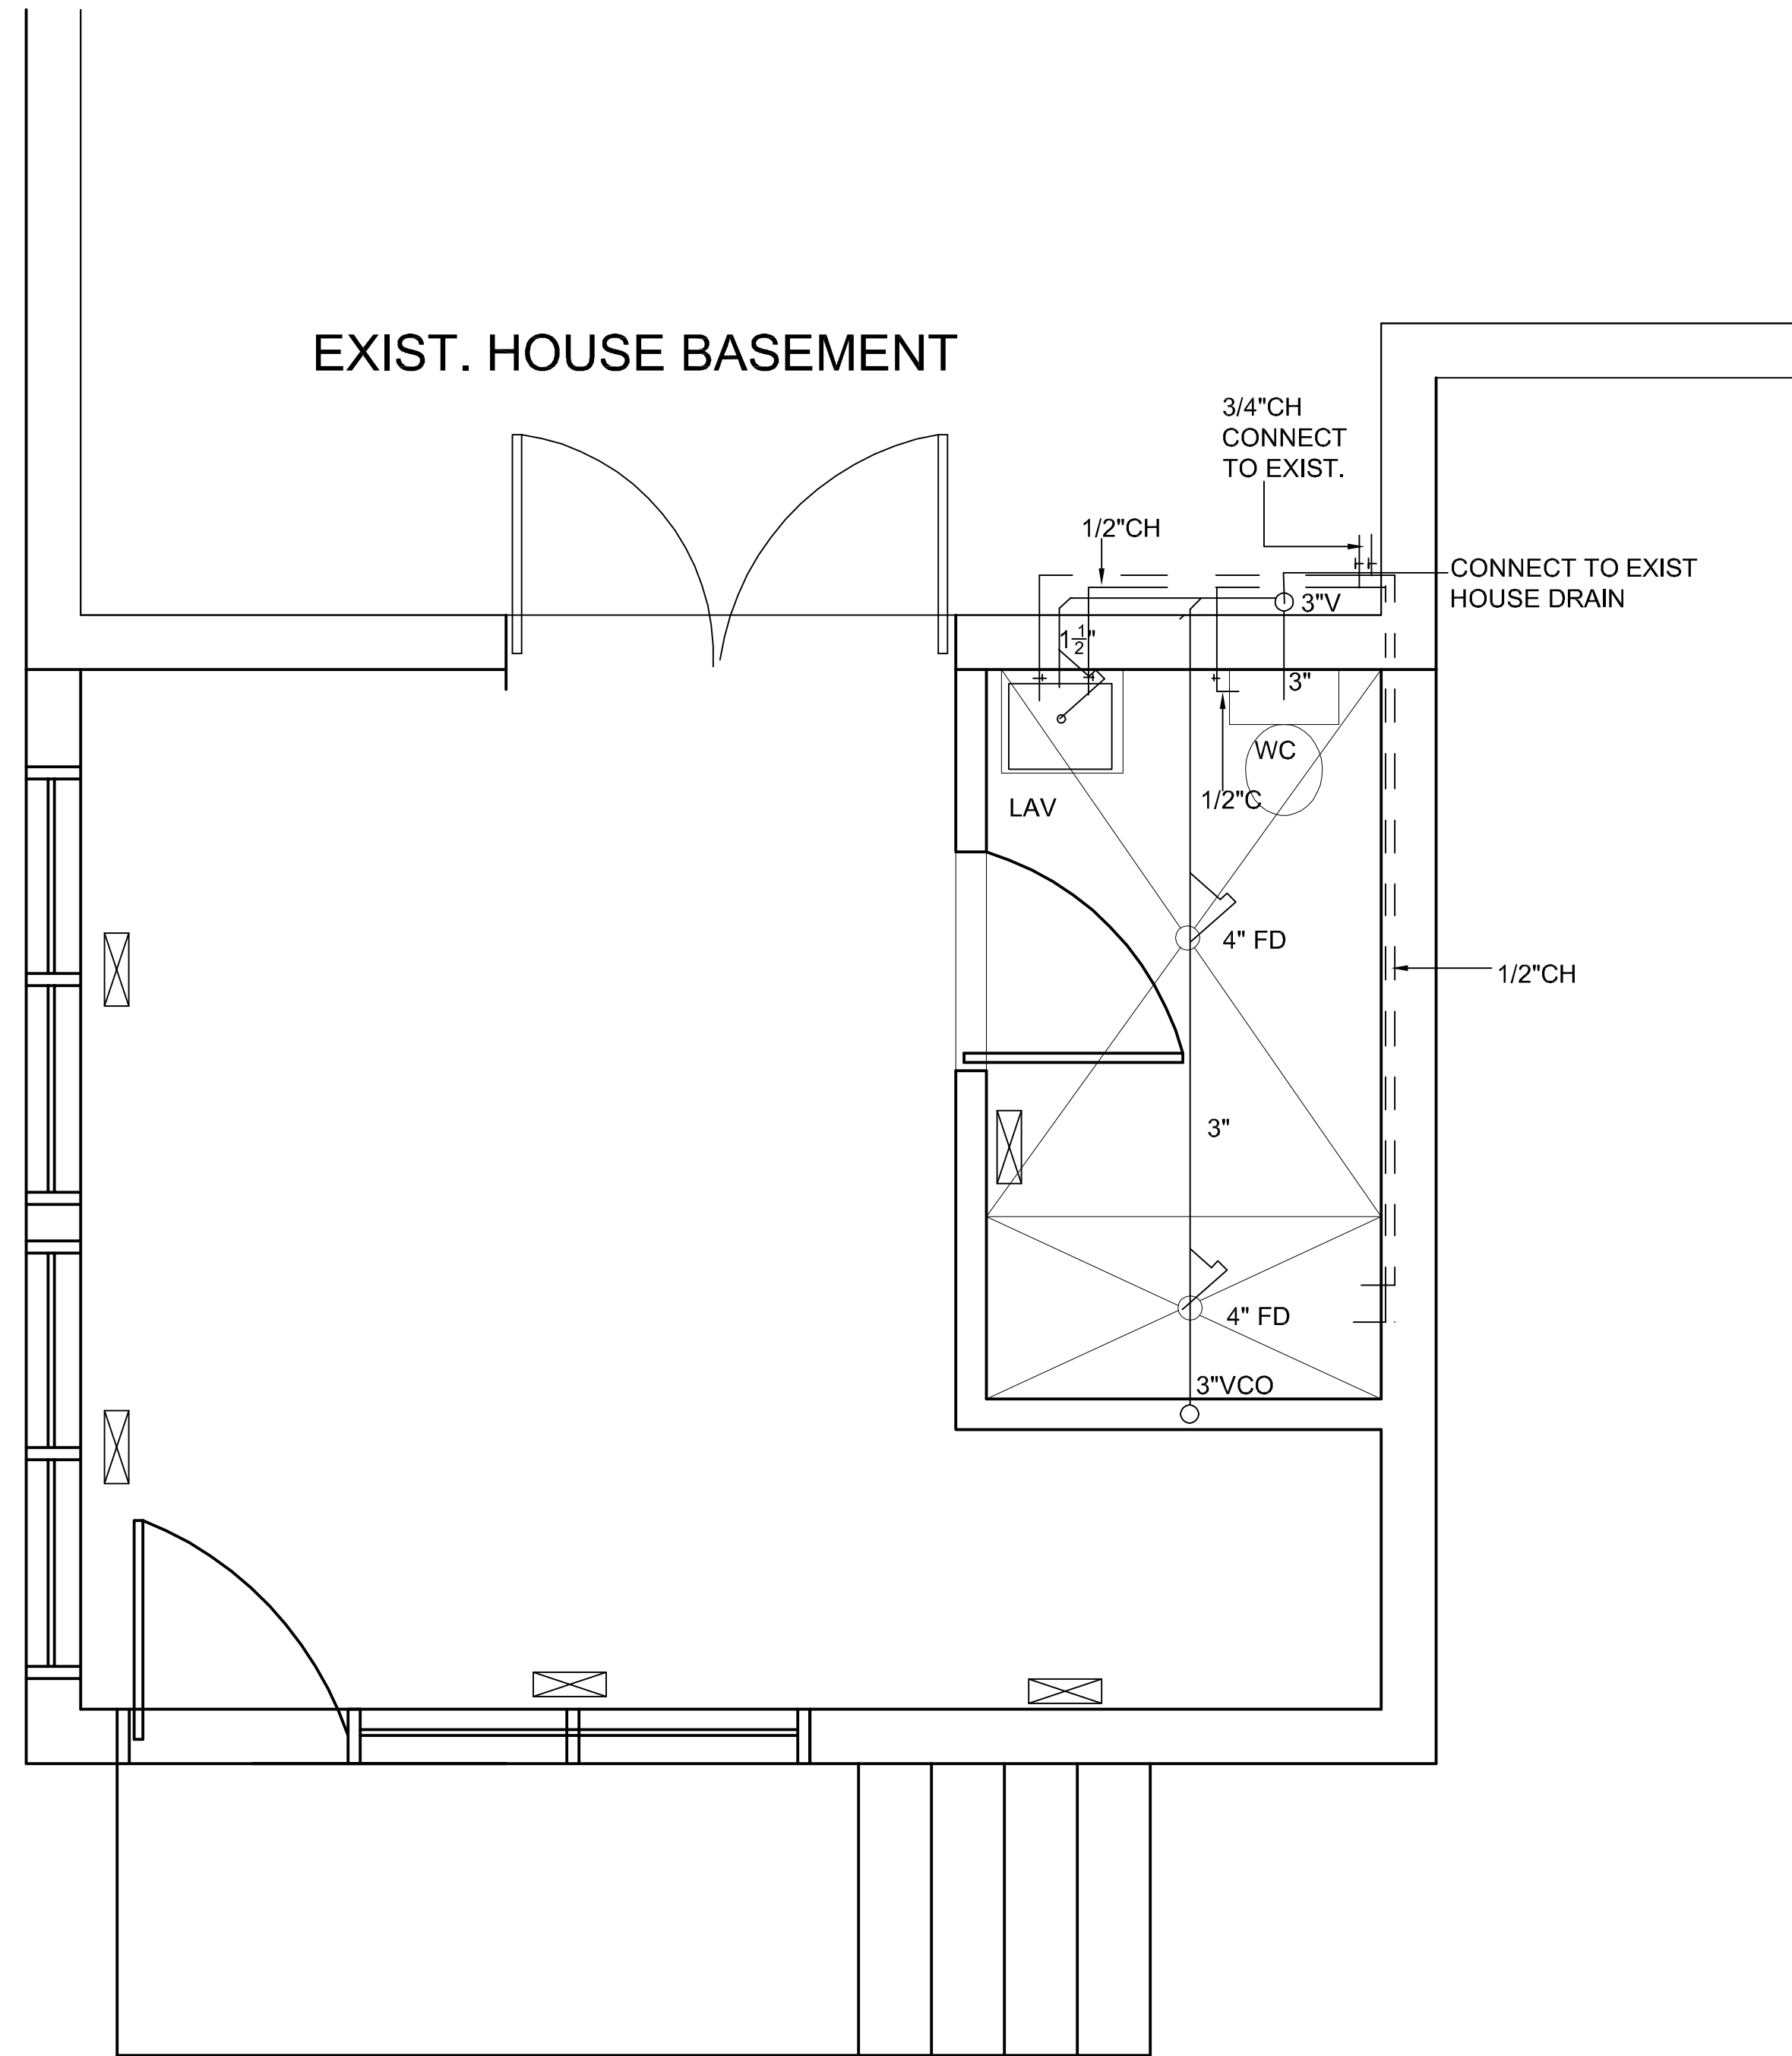 EXIST. HOUSE BASEMENT
3/4"CH
CONNECT
TO EXIST.
1/2"CH
CONNECT TO EXIST
HOUSE DRAIN
3"V
1 1/2"
3"
WC
1/2"C
LAV
4" FD
1/2"CH
3"
4" FD
3"VCO